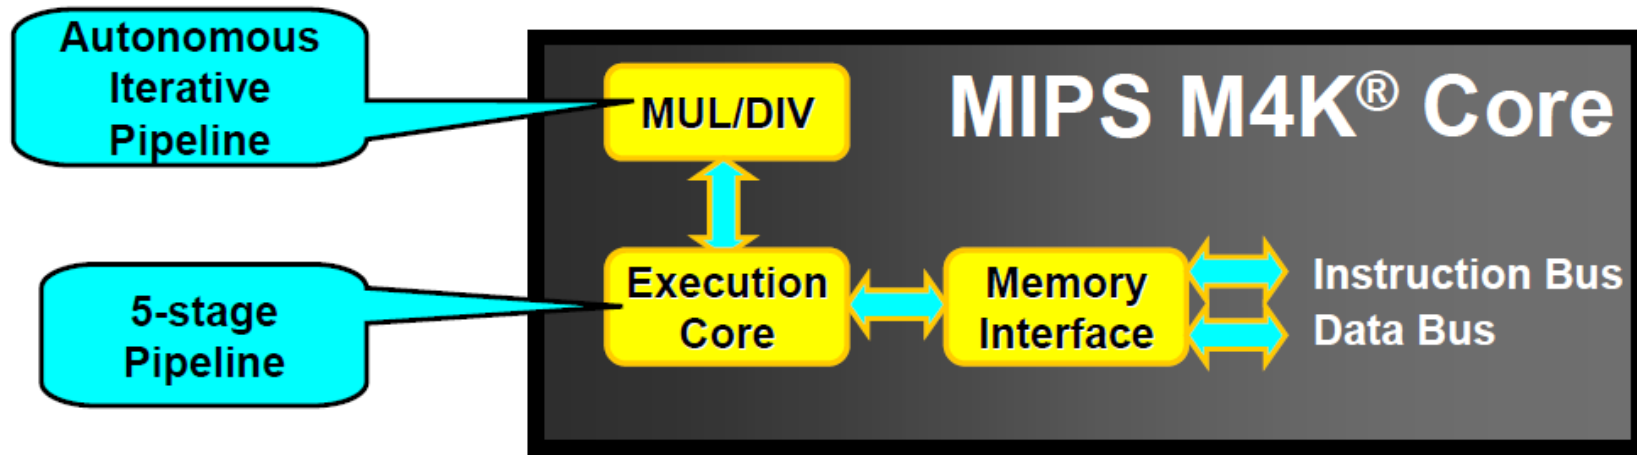 Autonomous
Iterative
Pipeline
MUL/DIV
MIPS M4K® Core
5-stage
Pipeline
Execution
Core
Memory
Interface
Instruction Bus
Data Bus